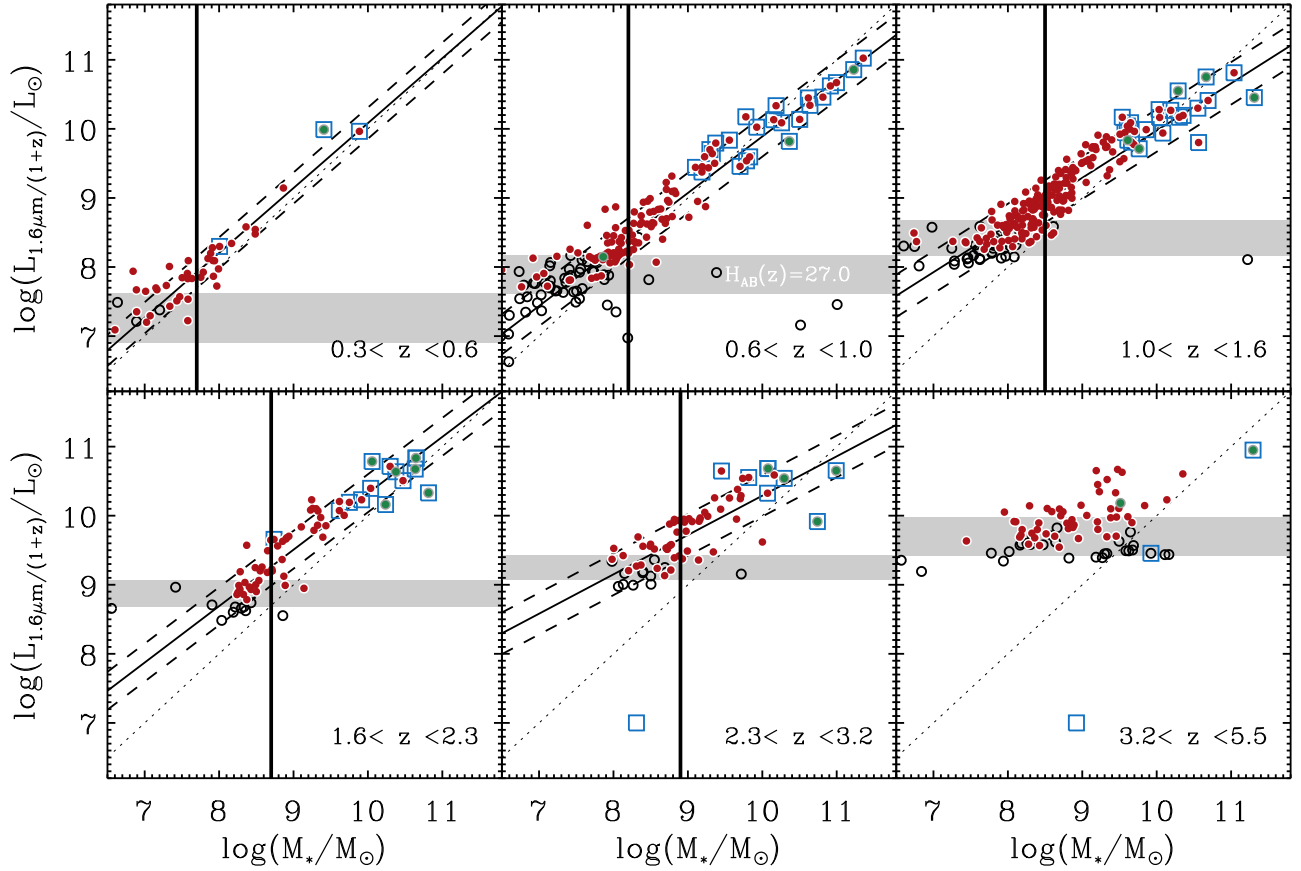 log(L1.6μm/(1+z)/L⊙)
11
10
9
8
7
0.3< z <0.6
HAB(z)=27.0
0.6< z <1.0
1.0< z <1.6
log(L1.6μm/(1+z)/L⊙)
11
10
9
8
7
1.6< z <2.3
2.3< z <3.2
3.2< z <5.5
7 8 9 10 11
7 8 9 10 11
7 8 9 10 11
log(M*/M⊙)
log(M*/M⊙)
log(M*/M⊙)